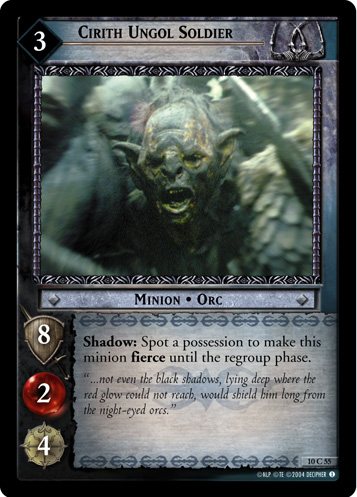 3
CIRITH UNGOL SOLDIER
MINION • ORC
8
Shadow: Spot a possession to make this
minion fierce until the regroup phase.
2
“...not even the black shadows, lying deep where the
red glow could not reach, would shield him long from
the night-eyed orcs.”
4
10 C 55
©NLP ©TE ©2004 DECIPHER